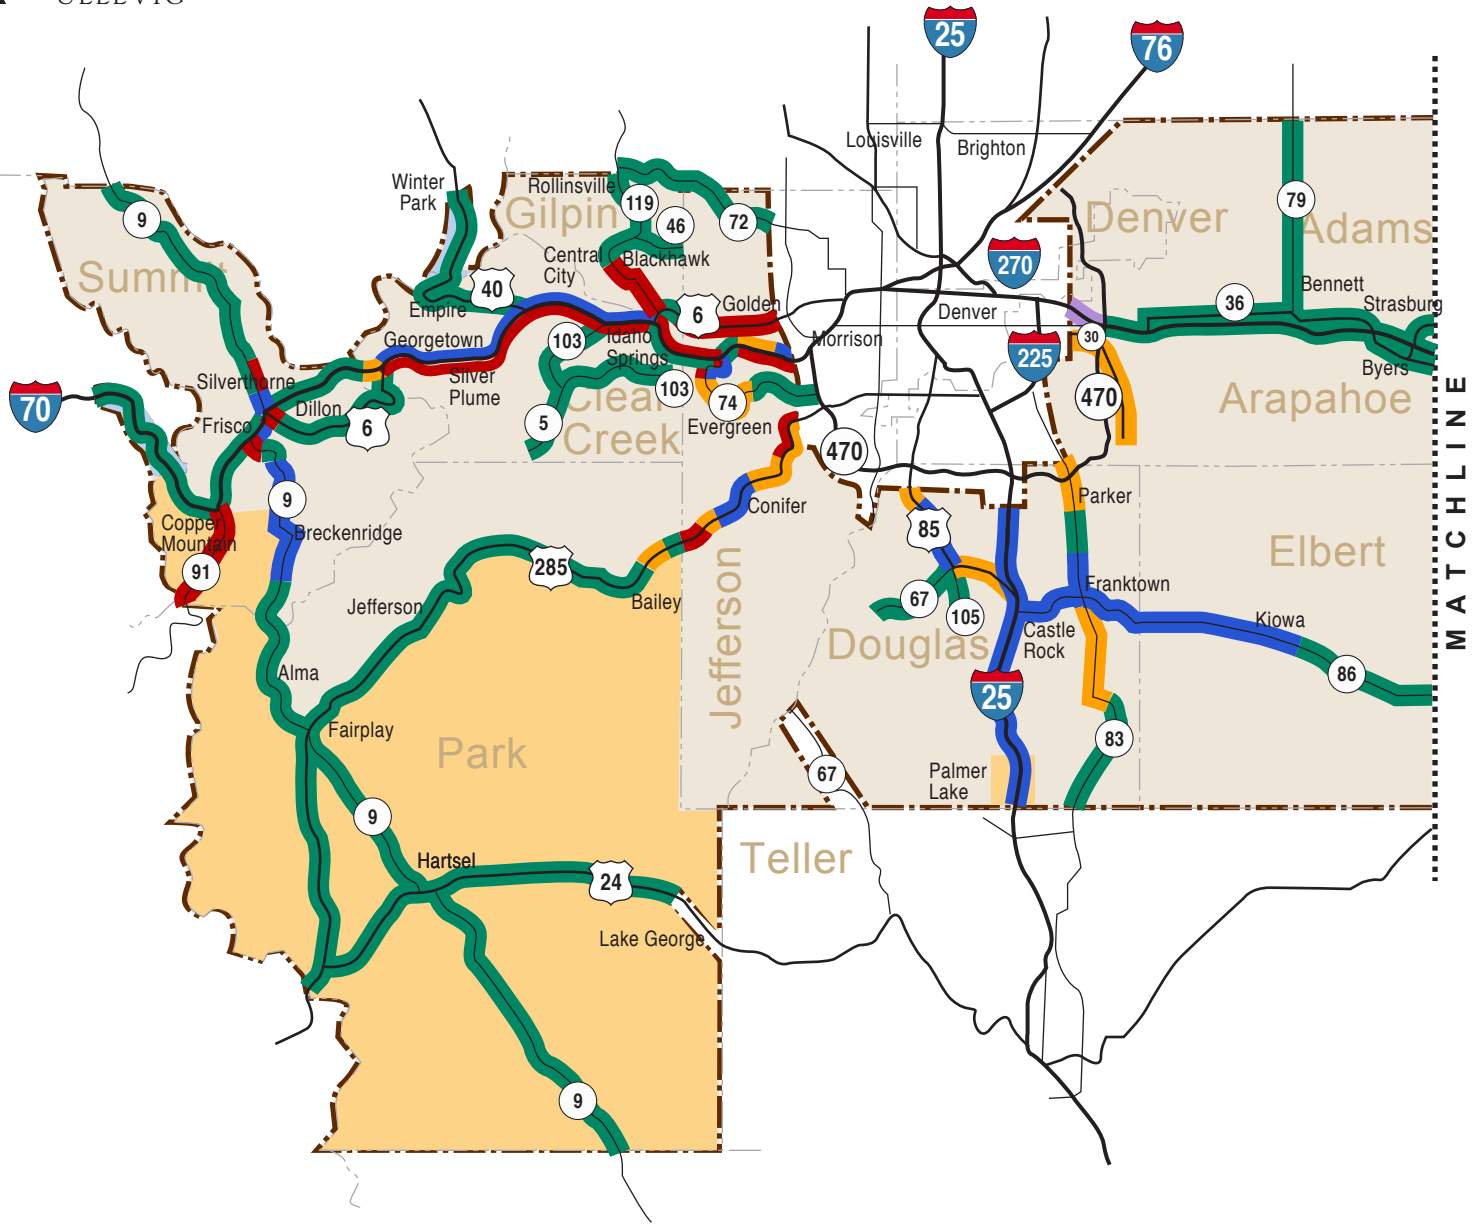 25
76
Louisville
Brighton
Winter
Park
Rollinsville
119
46
72
Gilpin
9
79
Denver
Adams
Summit
Central
City
Blackhawk
270
40
Empire
6
Golden
Denver
36
Bennett
Strasburg
Georgetown
103
Idaho
Springs
Morrison
225
30
Byers
Silverthorne
Silver
Plume
103
74
470
Arapahoe
70
Dillon
6
5
Clear
Creek
Evergreen
Frisco
470
9
Conifer
Parker
MATCHLINE
Copper
Mountain
Breckenridge
85
Elbert
91
285
Bailey
Jefferson
Jefferson
67
105
Franktown
Castle
Rock
Kiowa
Douglas
86
Alma
25
Fairplay
Park
83
67
Palmer
Lake
9
Hartsel
Teller
24
Lake George
9